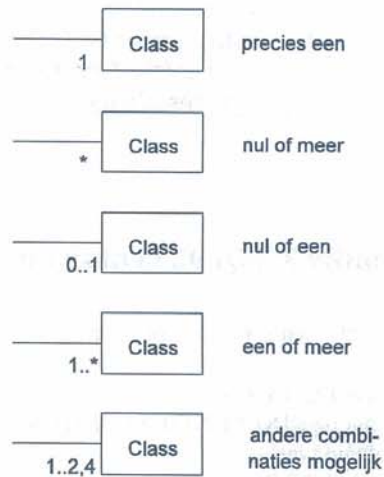 Class precies een
1
Class nul of meer
*
Class nul of een
0..1
Class een of meer
1..*
Class andere combi-
1..2,4 naties mogelijk